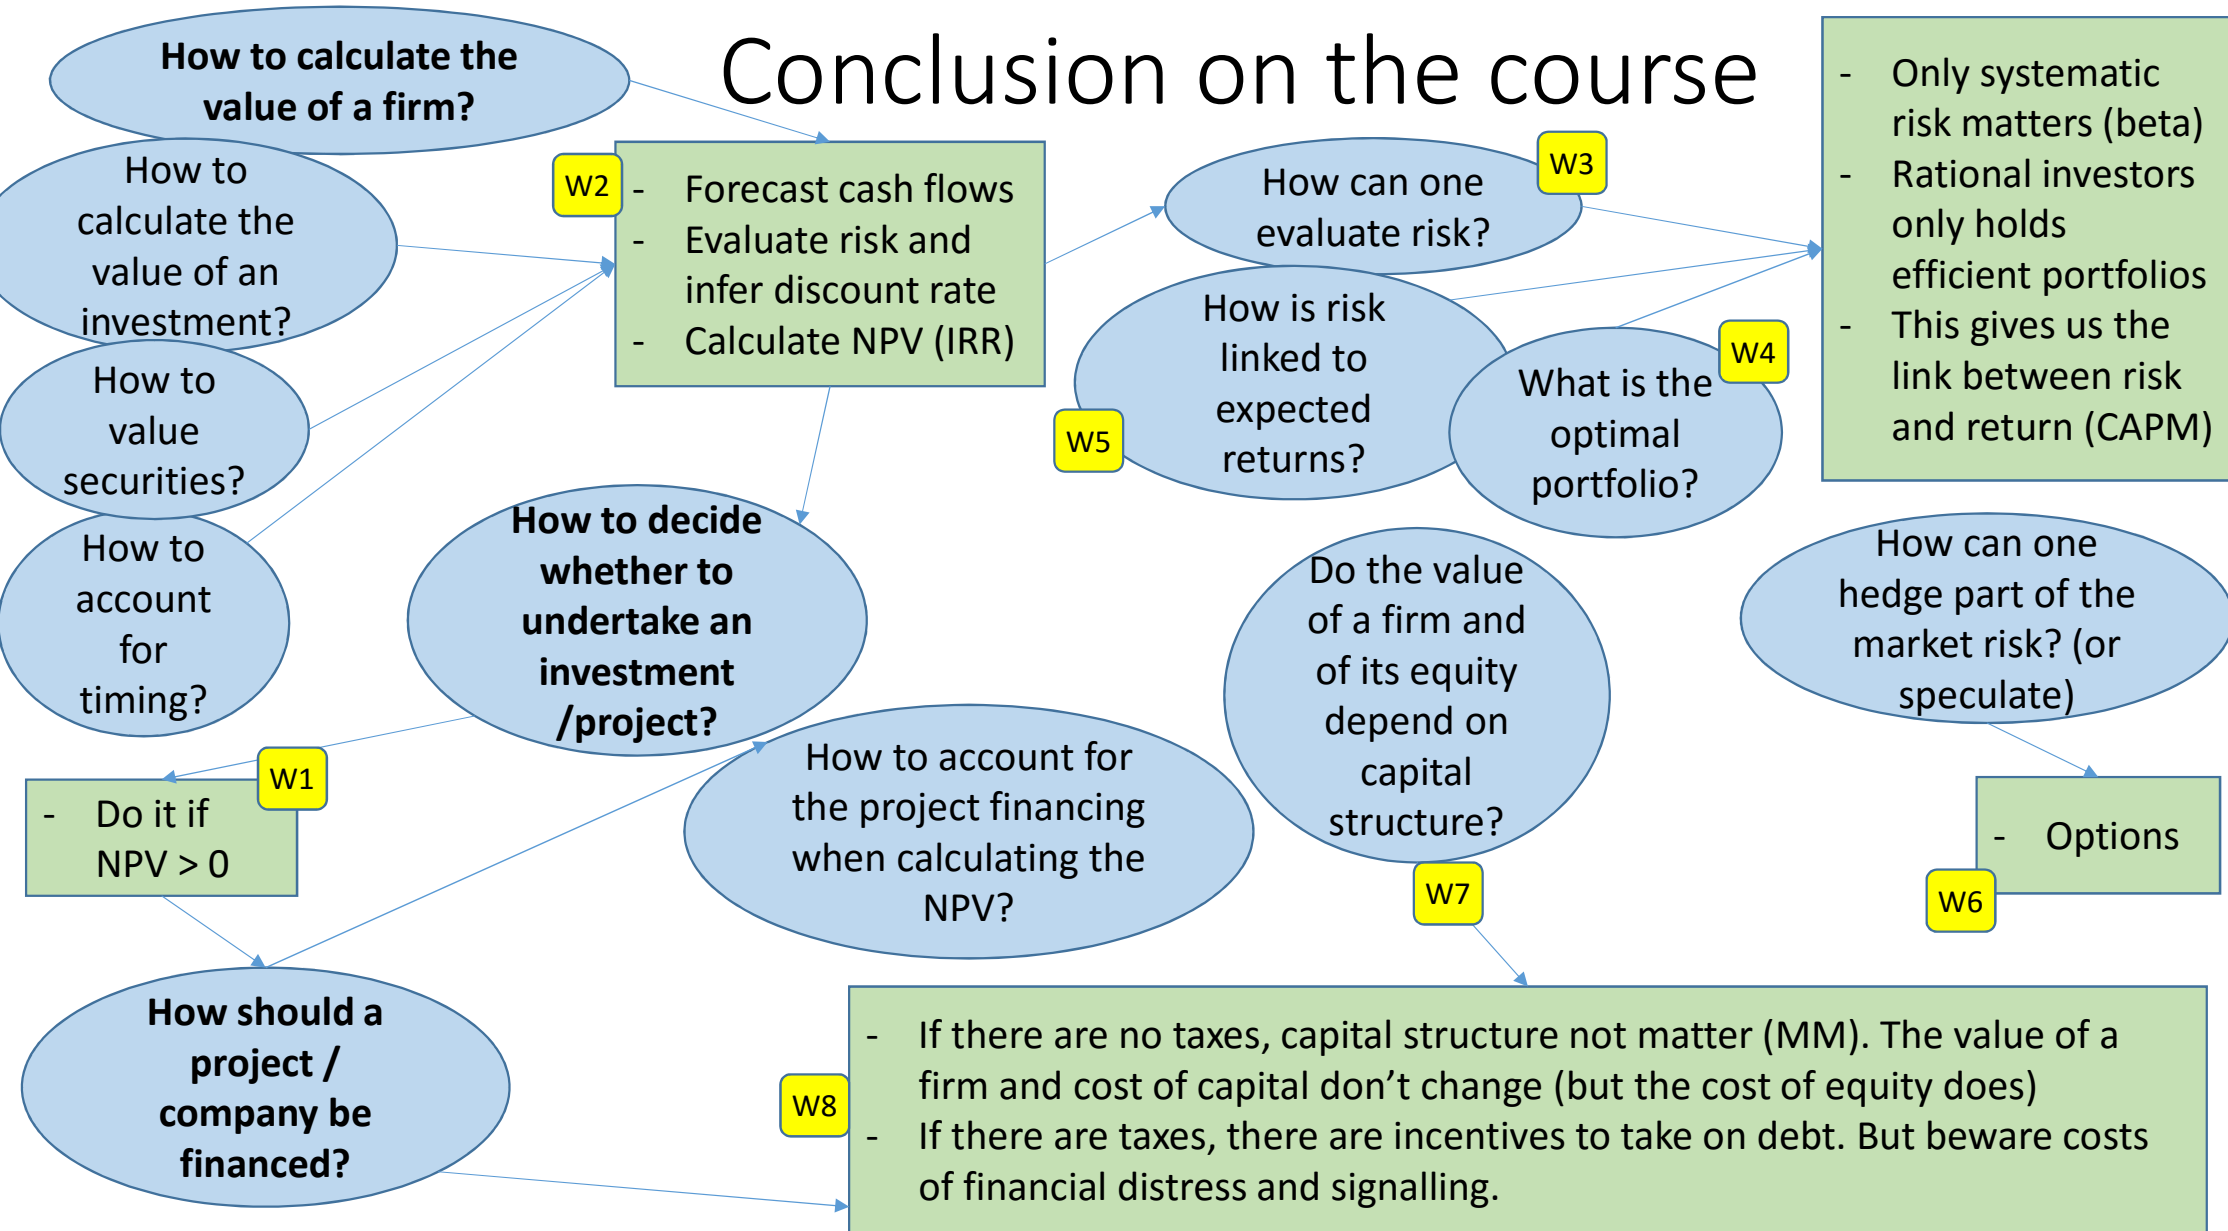 Conclusion on the course
How to calculate the
value of a firm?
How to
calculate the
value of an
investment?
How to
value
securities?
How to
account
for
timing?
W2
- Forecast cash flows
- Evaluate risk and
infer discount rate
- Calculate NPV (IRR)
How can one
evaluate risk?
W3
How is risk
linked to
expected
returns?
W5
What is the
optimal
portfolio?
W4
- Only systematic
risk matters (beta)
- Rational investors
only holds
efficient portfolios
- This gives us the
link between risk
and return (CAPM)
How to decide
whether to
undertake an
investment
/project?
W1
- Do it if
NPV > 0
How to account for
the project financing
when calculating the
NPV?
Do the value
of a firm and
of its equity
depend on
capital
structure?
W7
How can one
hedge part of the
market risk? (or
speculate)
- Options
W6
How should a
project /
company be
financed?
W8
- If there are no taxes, capital structure not matter (MM). The value of a
firm and cost of capital don’t change (but the cost of equity does)
- If there are taxes, there are incentives to take on debt. But beware costs
of financial distress and signalling.